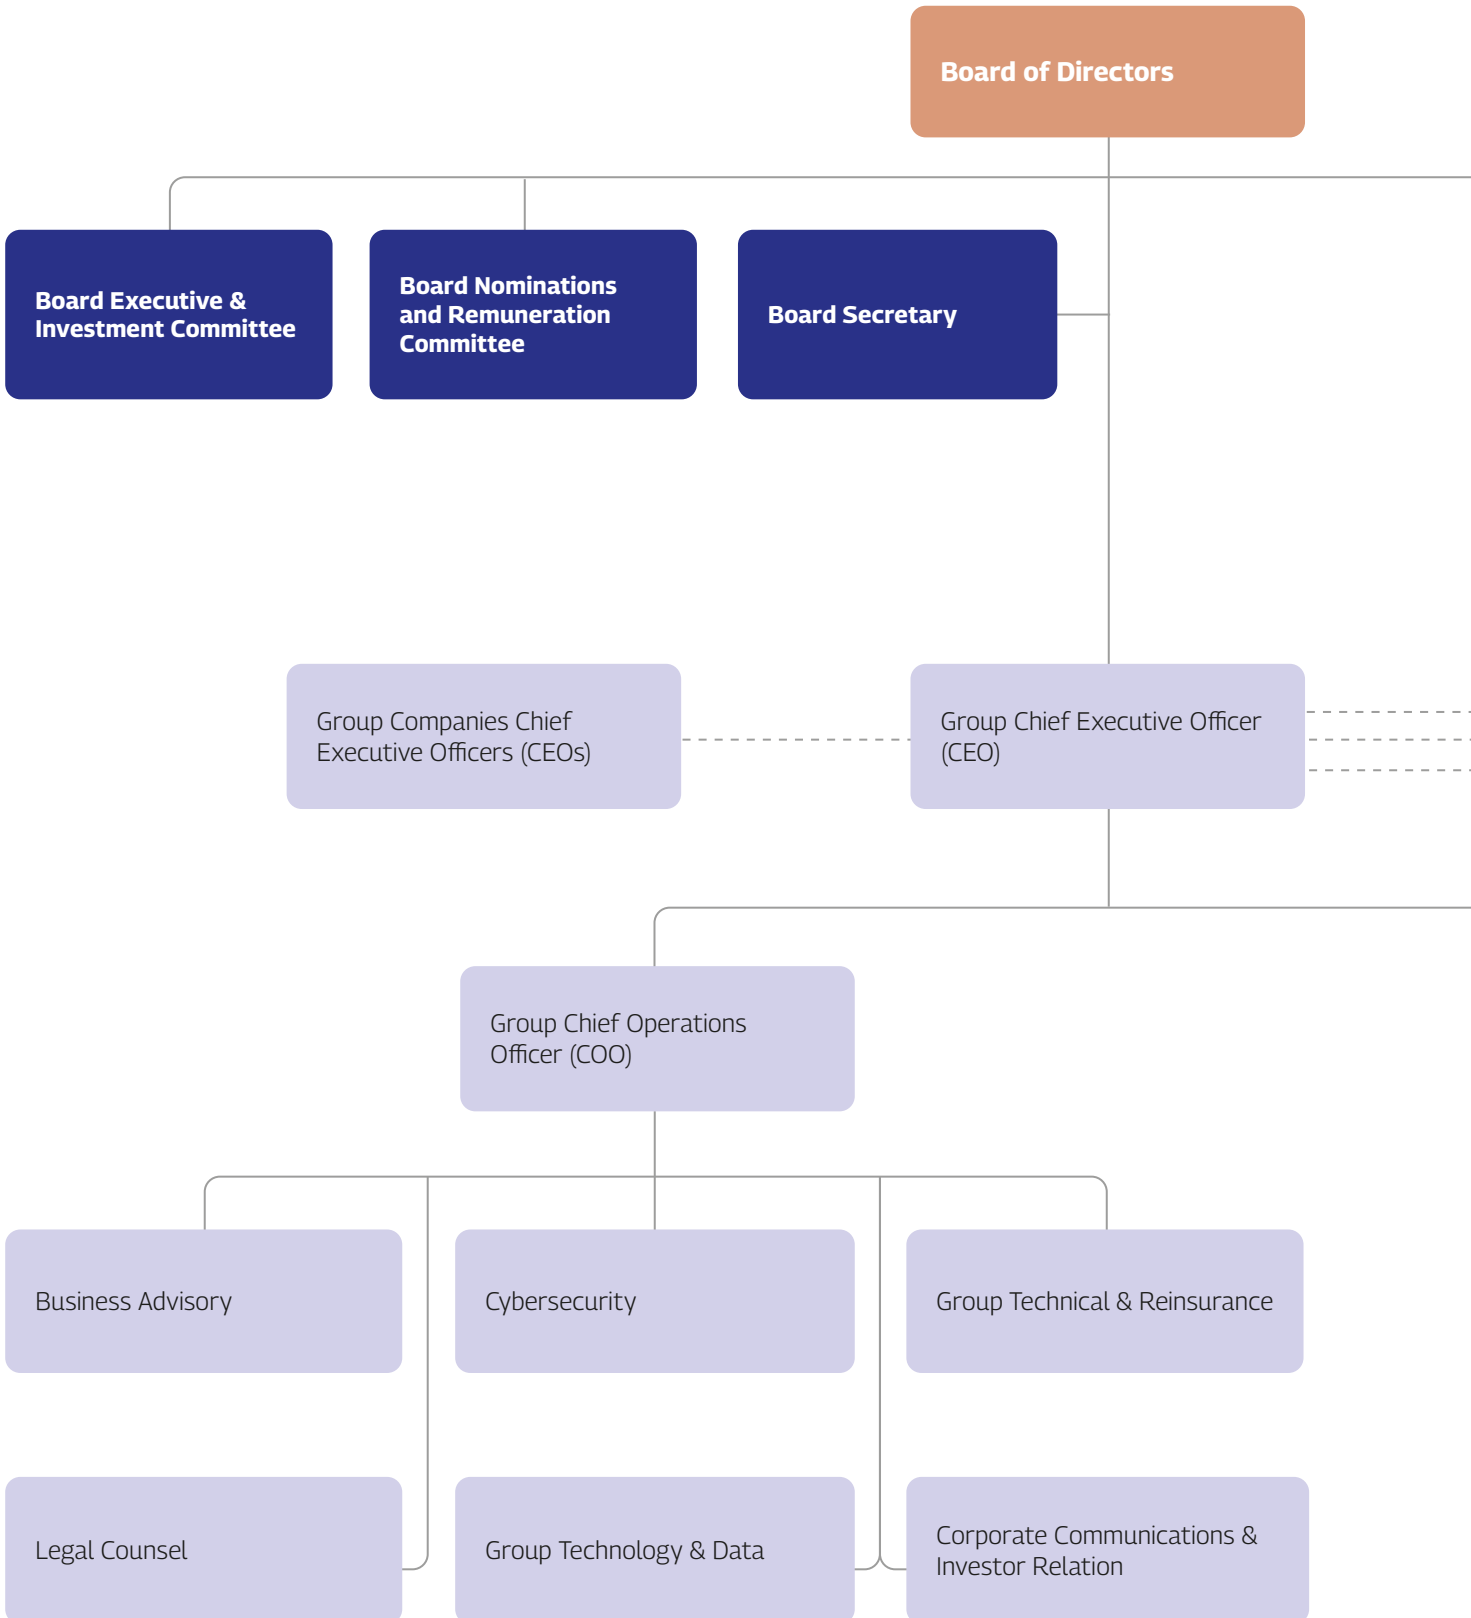 Board of Directors
Board Executive &
Investment Committee
Board Nominations
and Remuneration
Committee
Board Secretary
Group Companies Chief
Executive Officers (CEOs)
Group Chief Executive Officer
(CEO)
Group Chief Operations
Officer (COO)
Business Advisory
Cybersecurity
Group Technical & Reinsurance
Legal Counsel
Group Technology & Data
Corporate Communications &
Investor Relation